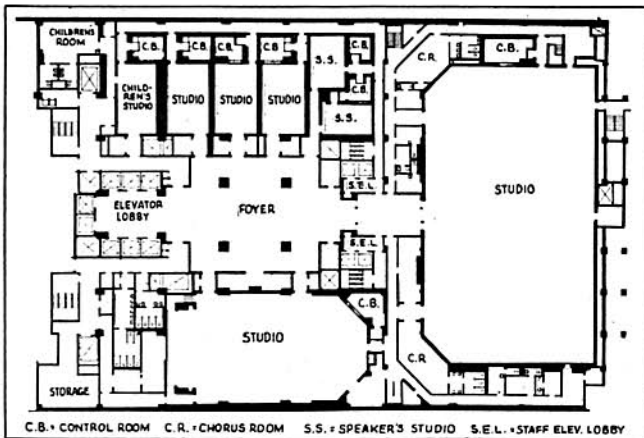 CHILDRENS
ROOM
C.B.
C.B.
C.B.
C.B.
S.S.
C.B.
C.B.
S.S.
C.R.
C.B.
CHILD-
REN'S
STUDIO
STUDIO
STUDIO
STUDIO
S.E.L.
ELEVATOR
LOBBY
FOYER
STUDIO
S.E.L.
C.B.
STUDIO
C.R.
STORAGE
C.B. = CONTROL ROOM C.R. = CHORUS ROOM S.S. = SPEAKER'S STUDIO S.E.L. = STAFF ELEV. LOBBY